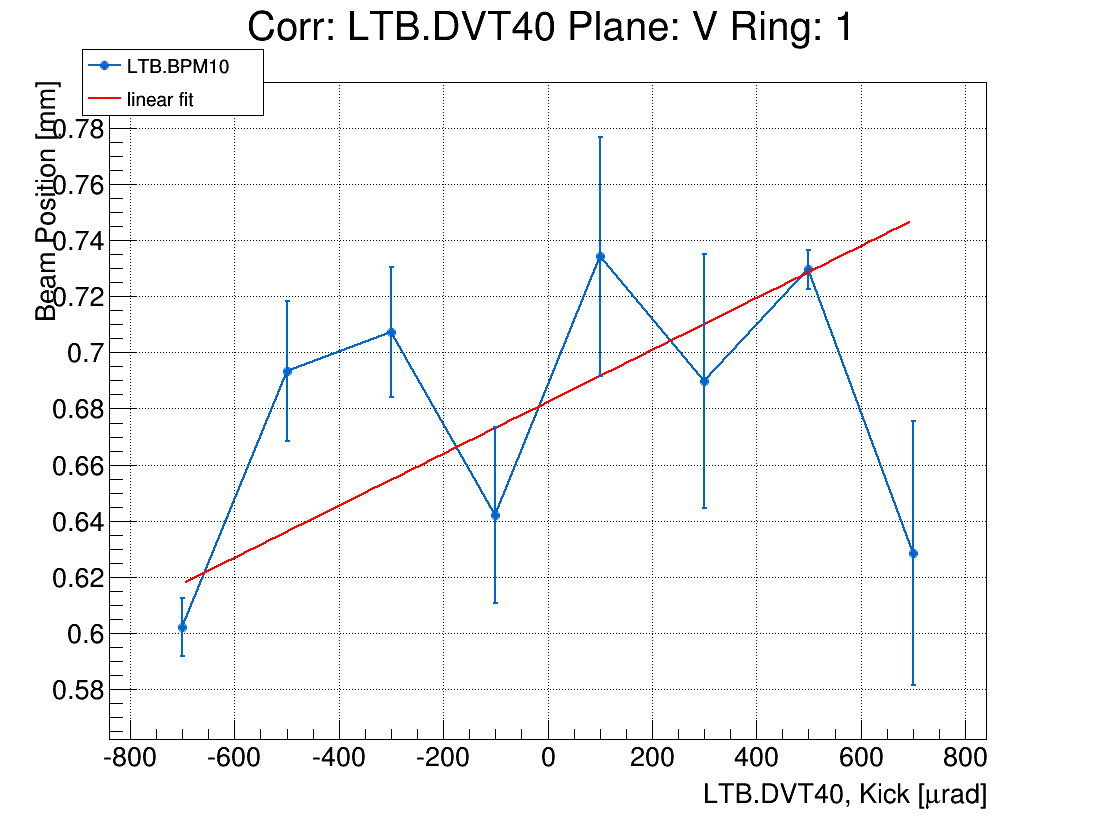 Corr: LTB.DVT40 Plane: V Ring: 1
LTB.BPM10
linear fit
Beam Position [mm]
0.78
0.76
0.74
0.72
0.7
0.68
0.66
0.64
0.62
0.6
0.58
-800 -600 -400 -200 0 200 400 600 800
LTB.DVT40, Kick [μrad]